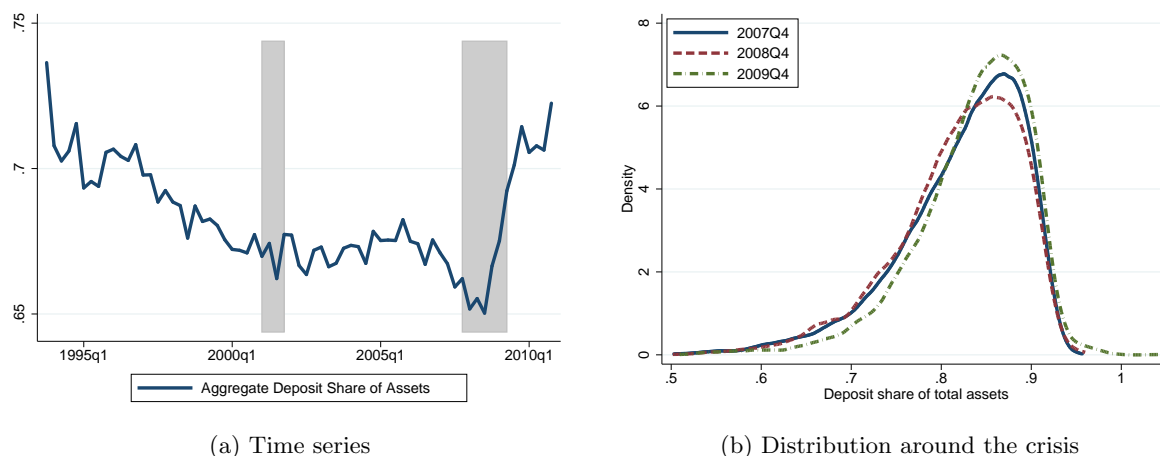 .75
.7
.65
1995q1 2000q1 2005q1 2010q1
Aggregate Deposit Share of Assets
(a) Time series
2007Q4
2008Q4
2009Q4
8
6
4
2
0
Density
.5 .6 .7 .8 .9 1
Deposit share of total assets
(b) Distribution around the crisis